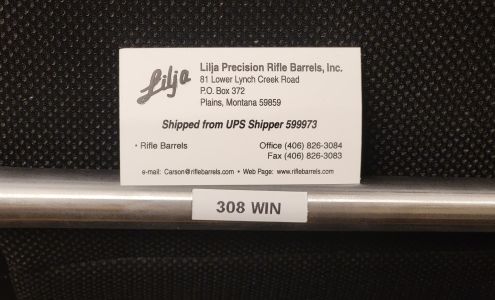 Lilja
Lilja Precision Rifle Barrels, Inc.
81 Lower Lynch Creek Road
P.O. Box 372
Plains, Montana 59859
Shipped from UPS Shipper 599973
• Rifle Barrels
Office (406) 826-3084
Fax (406) 826-3083
e-mail: Carson@riflebarrels.com • Web Page: www.riflebarrels.com
308 WIN